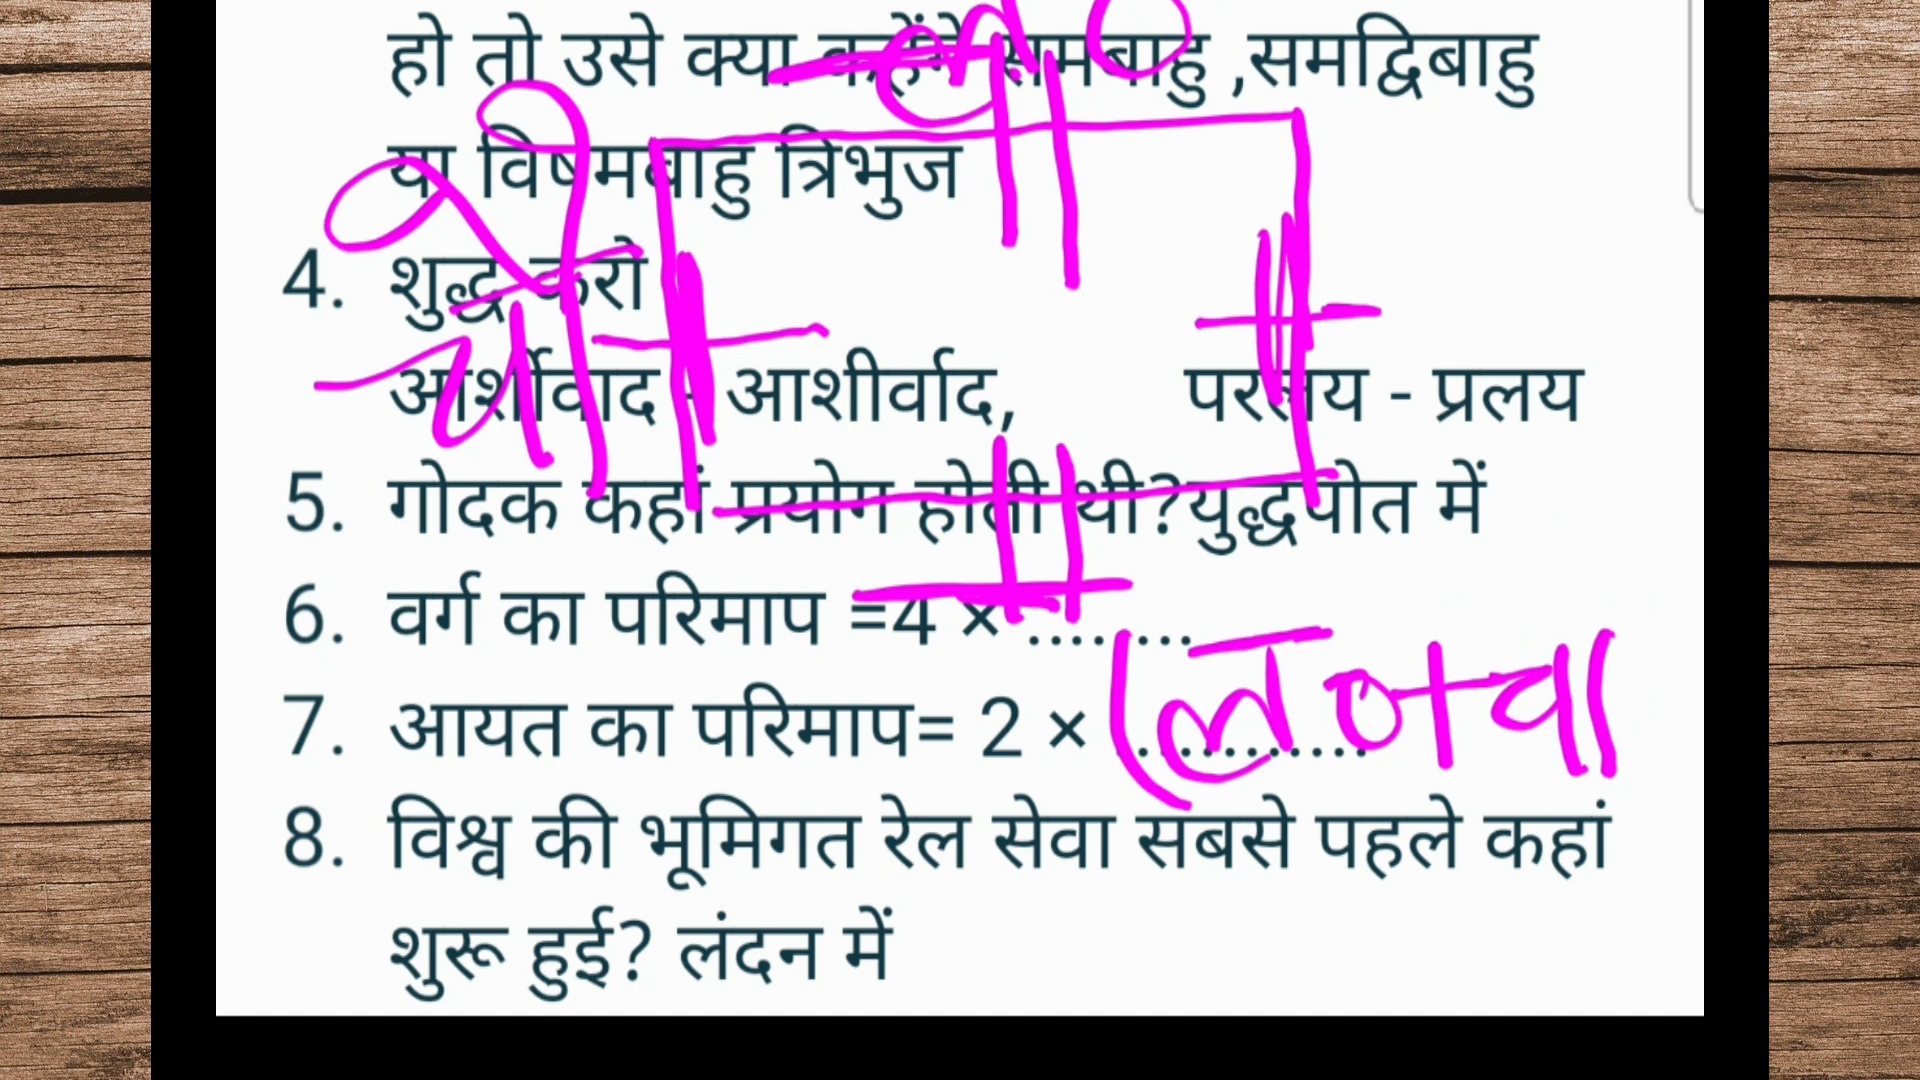 हो तो उसे क्या कहेंगे समबाहु ,समद्विबाहु
या विषमबाहु त्रिभुज
4. शुद्ध करो
आर्शीवाद - आशीर्वाद, परलय - प्रलय
5. गोदक कहां प्रयोग होती थी?युद्धपोत में
6. वर्ग का परिमाप =4 × ........
7. आयत का परिमाप= 2 × ............
8. विश्व की भूमिगत रेल सेवा सबसे पहले कहां
शुरू हुई? लंदन में